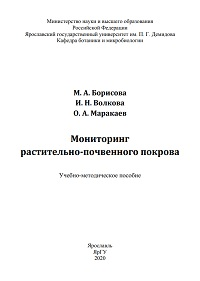 Министерство науки и высшего образования
Российской Федерации
Ярославский государственный университет им. П. Г. Демидова
Кафедра ботаники и микробиологии
М. А. Борисова
И. Н. Волкова
О. А. Маракаев
Мониторинг
растительно-почвенного покрова
Учебно-методическое пособие
Ярославль
ЯрГУ
2020